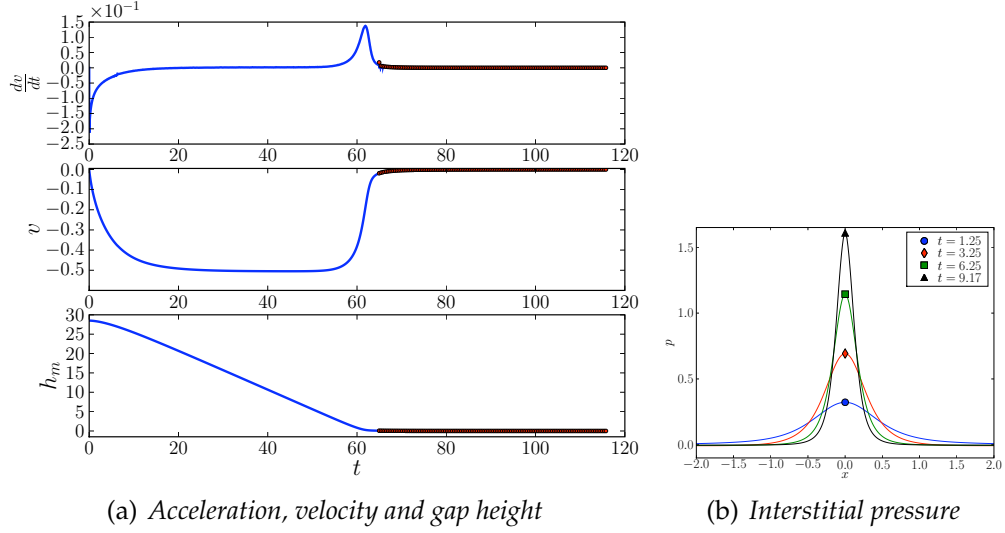 ×10⁻¹
1.5
1.0
0.5
0.0
−0.5
−1.0
−1.5
−2.0
−2.5
dv/dt
0 20 40 60 80 100 120
0.0
−0.1
−0.2
−0.3
−0.4
−0.5
v
0 20 40 60 80 100 120
30
25
20
15
10
5
0
h_m
0 20 40 60 80 100 120
t
(a) Acceleration, velocity and gap height
t = 1.25
t = 3.25
t = 6.25
t = 9.17
1.5
1.0
0.5
0.0
p
−2.0 −1.5 −1.0 −0.5 0.0 0.5 1.0 1.5 2.0
x
(b) Interstitial pressure